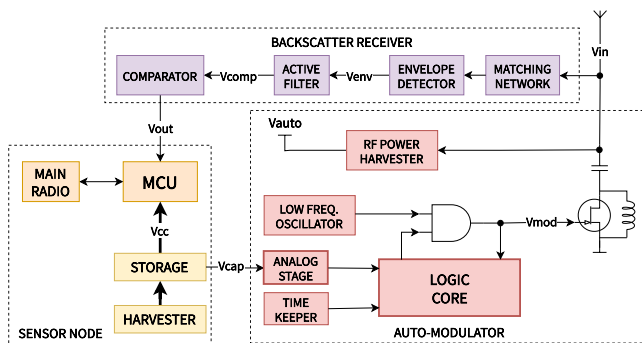 BACKSCATTER RECEIVER
Vin
COMPARATOR
Vcomp
ACTIVE
FILTER
Venv
ENVELOPE
DETECTOR
MATCHING
NETWORK
Vout
Vauto
RF POWER
HARVESTER
MAIN
RADIO
MCU
Vcc
LOW FREQ.
OSCILLATOR
Vmod
STORAGE
Vcap
ANALOG
STAGE
LOGIC
CORE
HARVESTER
TIME
KEEPER
SENSOR NODE
AUTO-MODULATOR